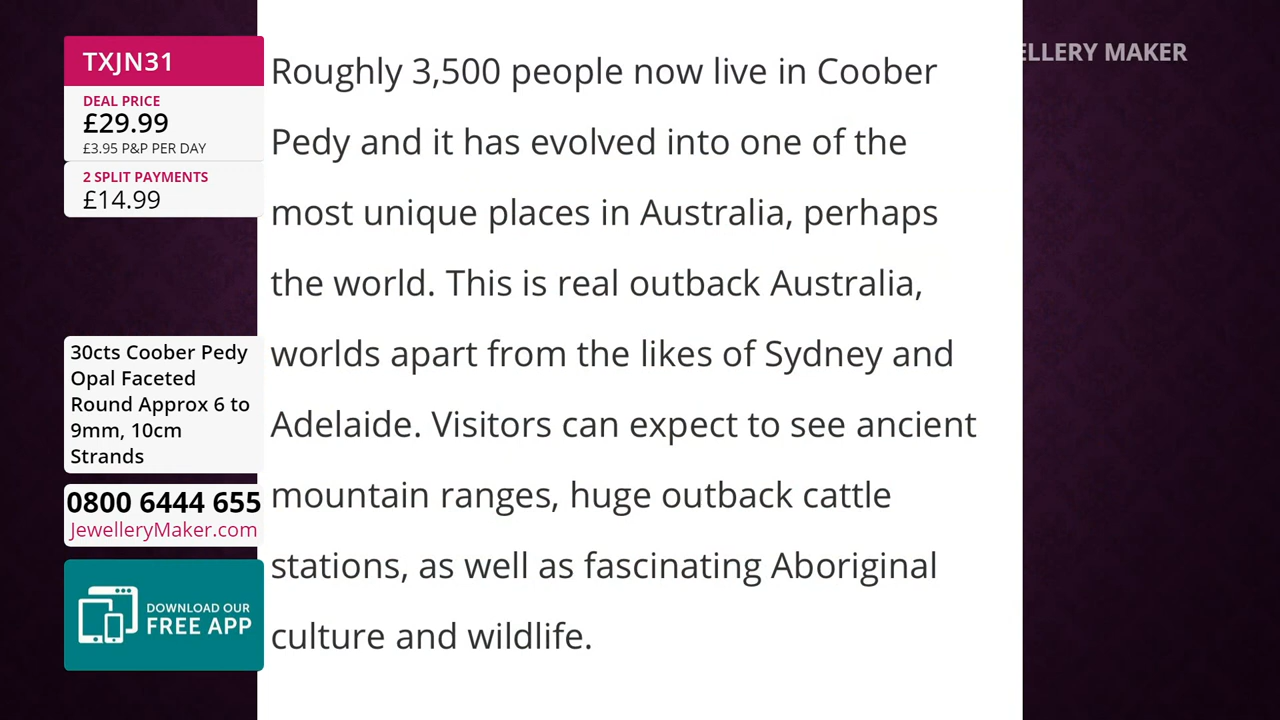 TXJN31
DEAL PRICE
£29.99
£3.95 P&P PER DAY
2 SPLIT PAYMENTS
£14.99
30cts Coober Pedy
Opal Faceted
Round Approx 6 to
9mm, 10cm
Strands
0800 6444 655
JewelleryMaker.com
DOWNLOAD OUR
FREE APP
Roughly 3,500 people now live in Coober
Pedy and it has evolved into one of the
most unique places in Australia, perhaps
the world. This is real outback Australia,
worlds apart from the likes of Sydney and
Adelaide. Visitors can expect to see ancient
mountain ranges, huge outback cattle
stations, as well as fascinating Aboriginal
culture and wildlife.
ELLERY MAKER